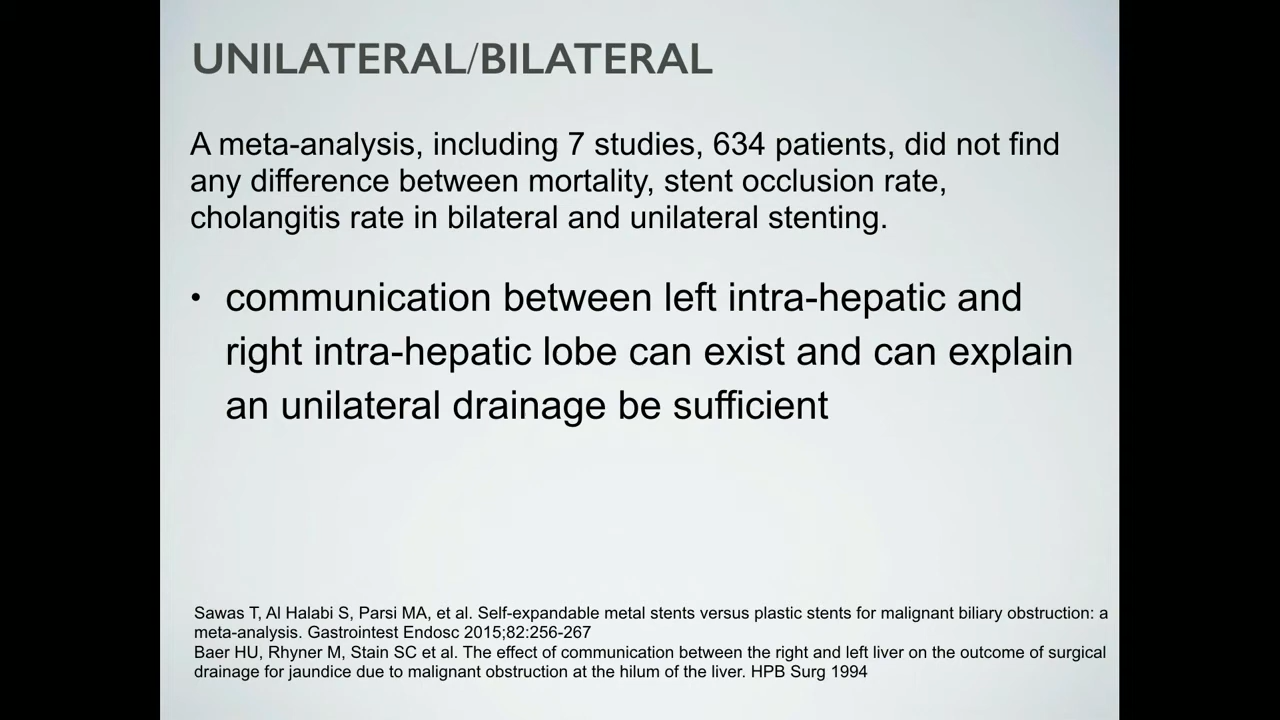 UNILATERAL/BILATERAL
A meta-analysis, including 7 studies, 634 patients, did not find
any difference between mortality, stent occlusion rate,
cholangitis rate in bilateral and unilateral stenting.
• communication between left intra-hepatic and
right intra-hepatic lobe can exist and can explain
an unilateral drainage be sufficient
Sawas T, Al Halabi S, Parsi MA, et al. Self-expandable metal stents versus plastic stents for malignant biliary obstruction: a
meta-analysis. Gastrointest Endosc 2015;82:256-267
Baer HU, Rhyner M, Stain SC et al. The effect of communication between the right and left liver on the outcome of surgical
drainage for jaundice due to malignant obstruction at the hilum of the liver. HPB Surg 1994